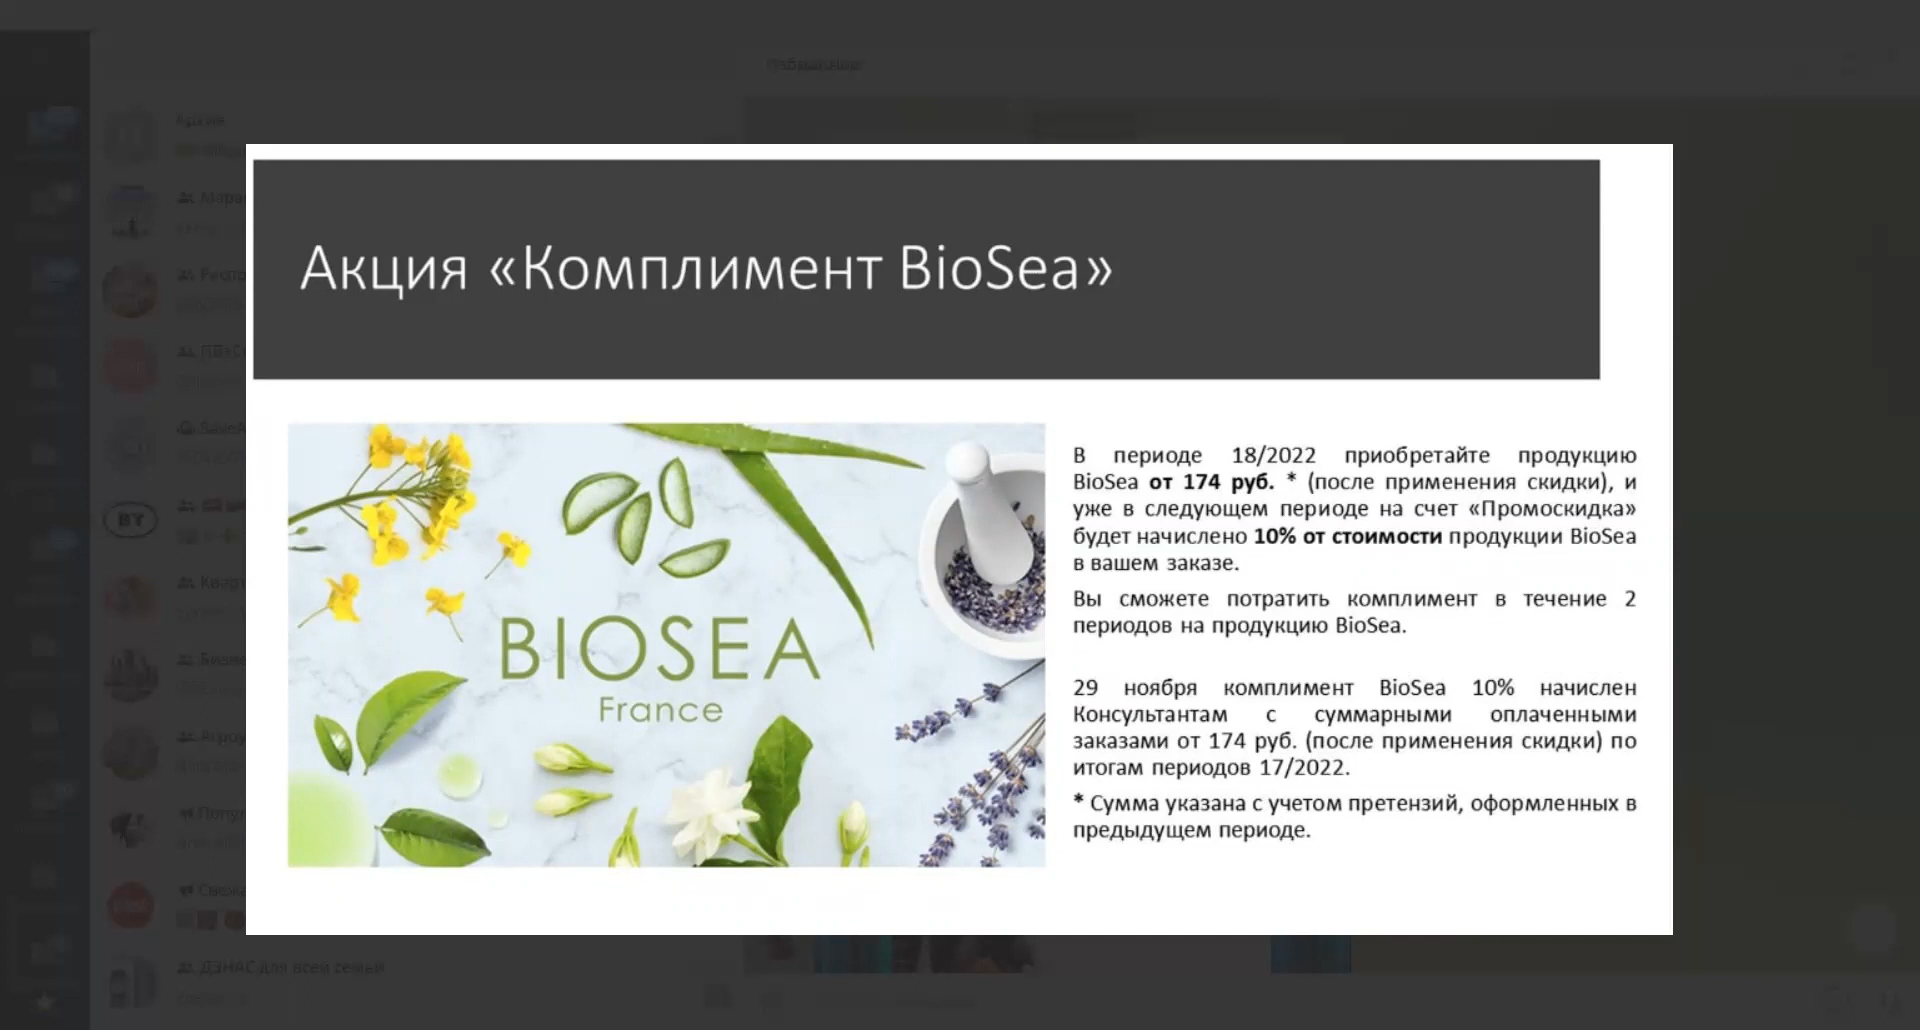 Акция «Комплимент BioSea»
BIOSEA
France
В периоде 18/2022 приобретайте продукцию
BioSea от 174 руб. * (после применения скидки), и
уже в следующем периоде на счет «Промоскидка»
будет начислено 10% от стоимости продукции BioSea
в вашем заказе.
Вы сможете потратить комплимент в течение 2
периодов на продукцию BioSea.
29 ноября комплимент BioSea 10% начислен
Консультантам с суммарными оплаченными
заказами от 174 руб. (после применения скидки) по
итогам периодов 17/2022.
* Сумма указана с учетом претензий, оформленных в
предыдущем периоде.
BY
ДЭНАС для всей семьи